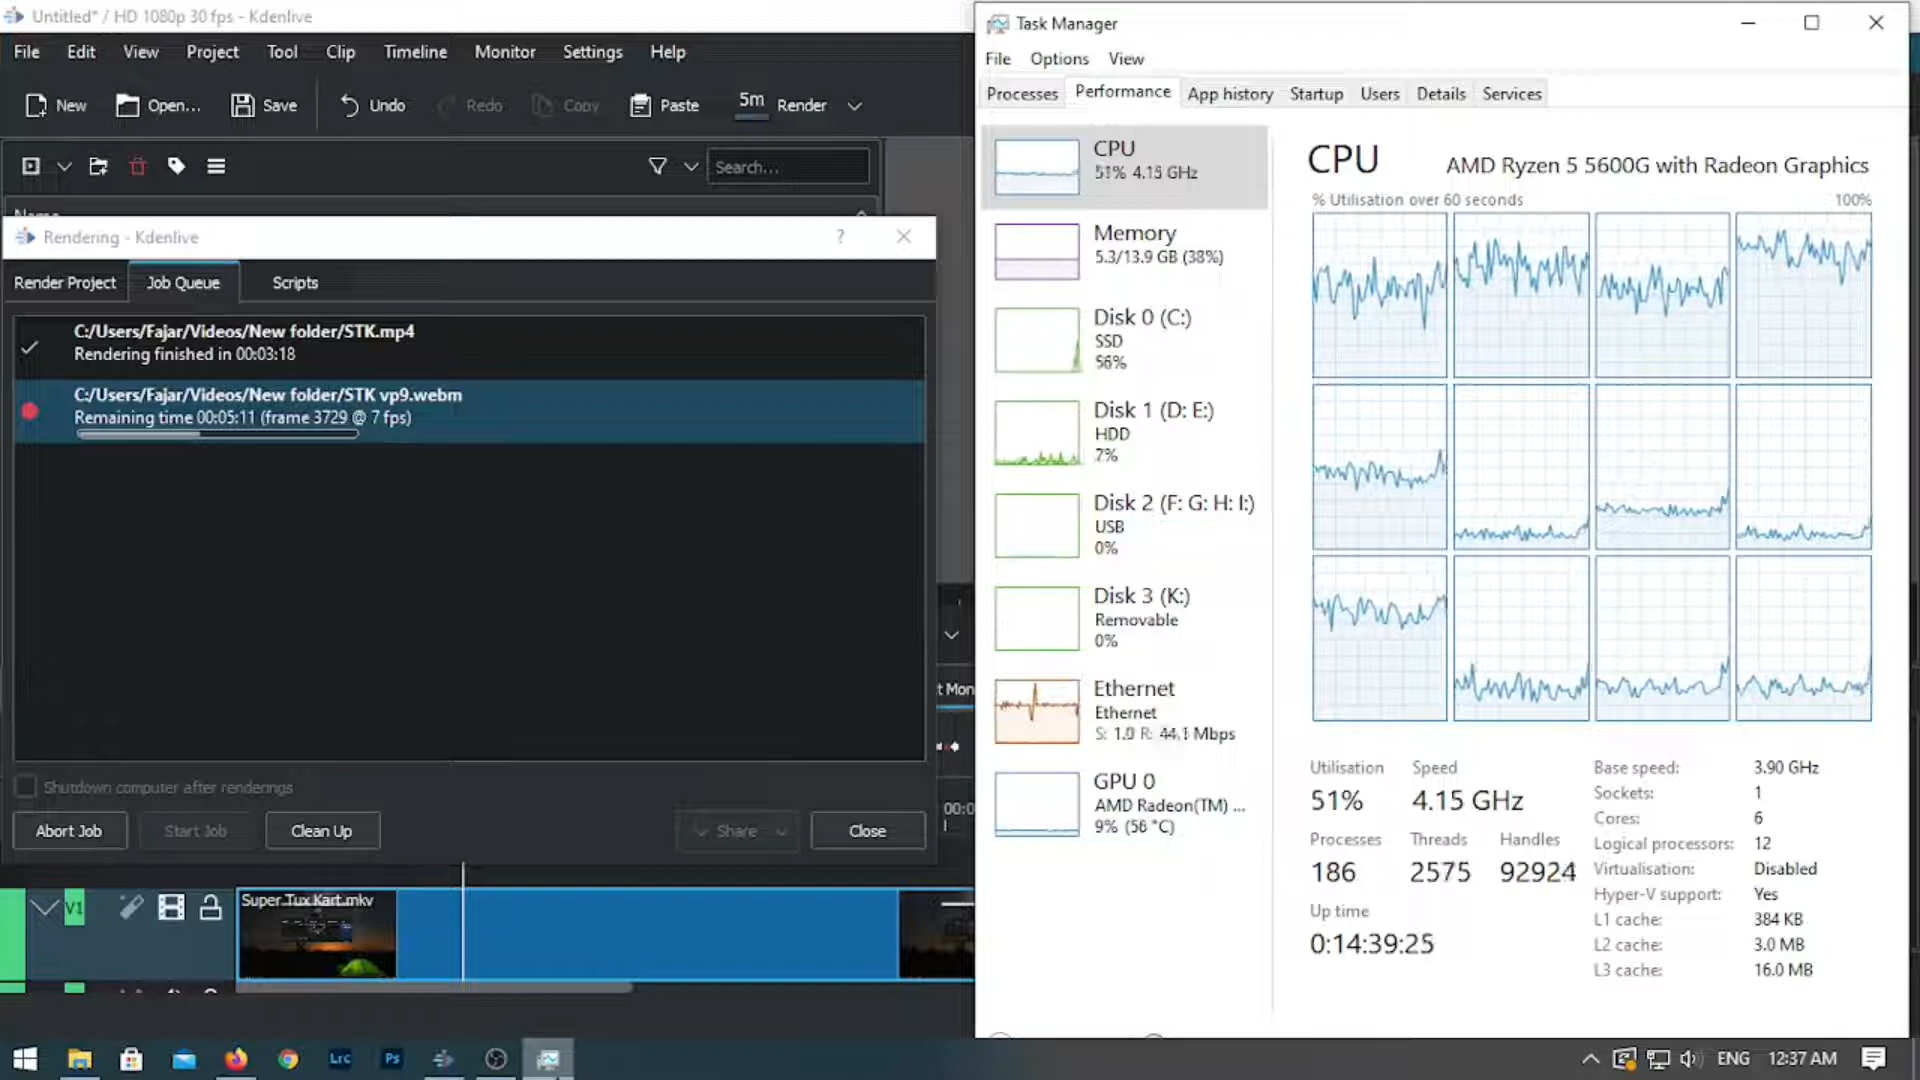 Untitled* / HD 1080p 30 fps - Kdenlive
File Edit View Project Tool Clip Timeline Monitor Settings Help
New Open... Save Undo Redo Copy Paste 5m Render
Search...
Name
Rendering - Kdenlive ?
Render Project Job Queue Scripts
C:/Users/Fajar/Videos/New folder/STK.mp4
Rendering finished in 00:03:18
C:/Users/Fajar/Videos/New folder/STK vp9.webm
Remaining time 00:05:11 (frame 3729 @ 7 fps)
t Mon
Shutdown computer after renderings
00:0
Abort Job Start Job Clean Up Share Close
V1
Super Tux Kart.mkv
Task Manager
File Options View
Processes Performance App history Startup Users Details Services
CPU
51% 4.15 GHz
Memory
5.3/13.9 GB (38%)
Disk 0 (C:)
SSD
56%
Disk 1 (D: E:)
HDD
7%
Disk 2 (F: G: H: I:)
USB
0%
Disk 3 (K:)
Removable
0%
Ethernet
Ethernet
S: 1.0 R: 44.1 Mbps
GPU 0
AMD Radeon(TM) ...
9% (56 °C)
CPU AMD Ryzen 5 5600G with Radeon Graphics
% Utilisation over 60 seconds 100%
Utilisation Speed
51% 4.15 GHz
Processes Threads Handles
186 2575 92924
Up time
0:14:39:25
Base speed: 3.90 GHz
Sockets: 1
Cores: 6
Logical processors: 12
Virtualisation: Disabled
Hyper-V support: Yes
L1 cache: 384 KB
L2 cache: 3.0 MB
L3 cache: 16.0 MB
Lrc Ps
ENG 12:37 AM